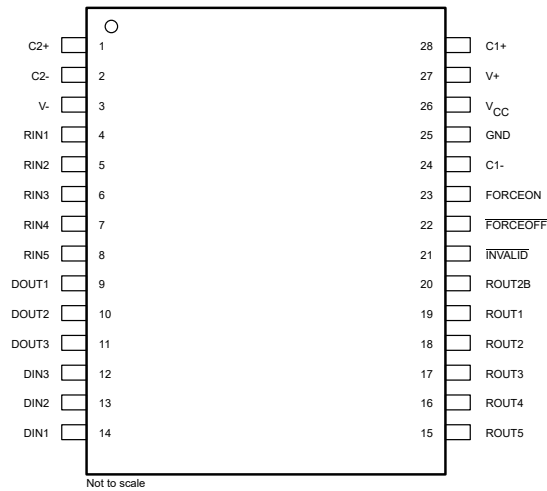 C2+ 1 28 C1+
C2- 2 27 V+
V- 3 26 VCC
RIN1 4 25 GND
RIN2 5 24 C1-
RIN3 6 23 FORCEON
RIN4 7 22 FORCEOFF
RIN5 8 21 INVALID
DOUT1 9 20 ROUT2B
DOUT2 10 19 ROUT1
DOUT3 11 18 ROUT2
DIN3 12 17 ROUT3
DIN2 13 16 ROUT4
DIN1 14 15 ROUT5
Not to scale